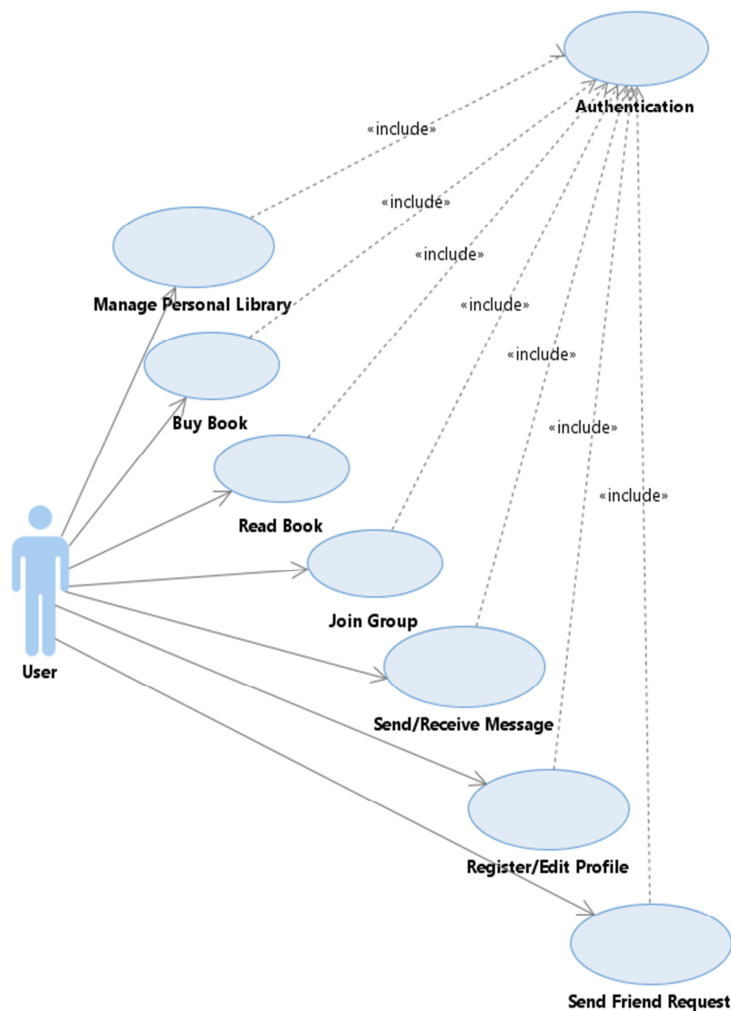 Authentication
«include»
«include»
«include»
Manage Personal Library
«include»
«include»
Buy Book
«include»
«include»
Read Book
Join Group
User
Send/Receive Message
Register/Edit Profile
Send Friend Request